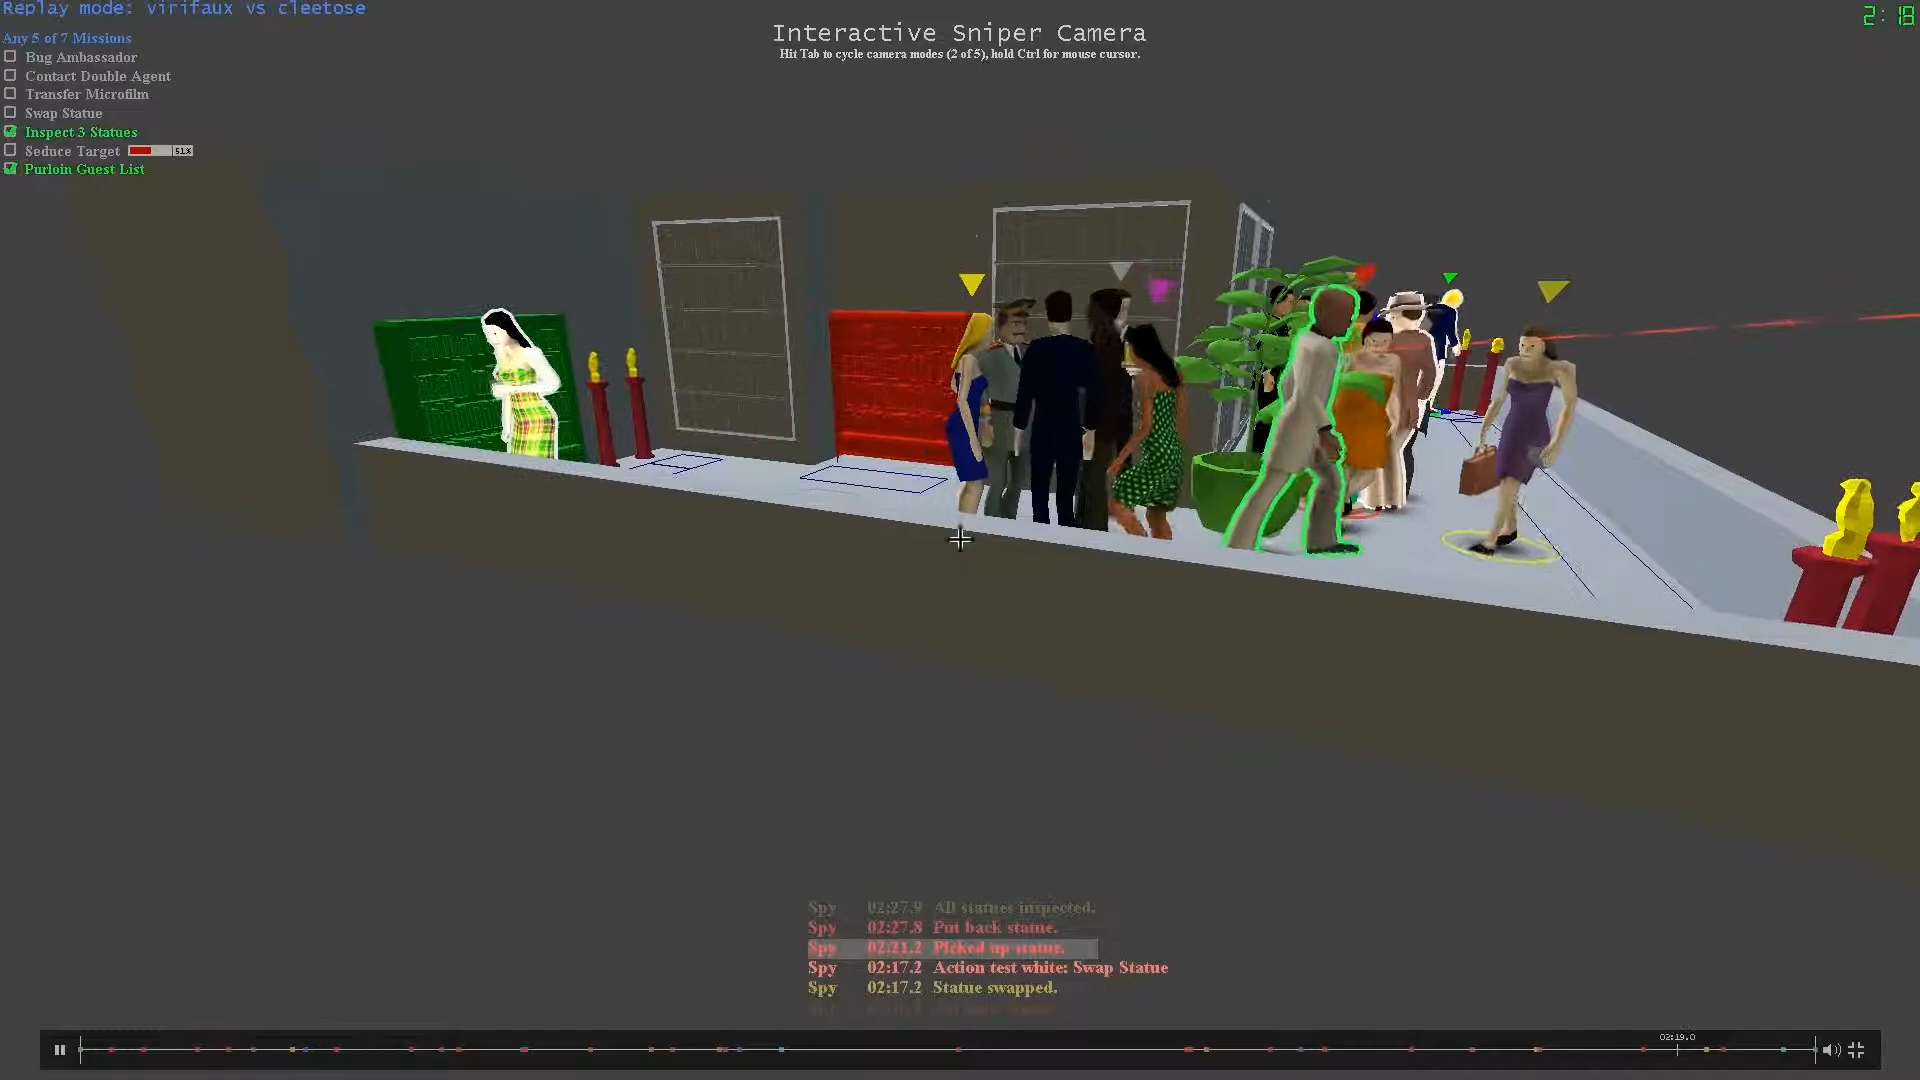 Replay mode: virifaux vs cleetose
2:18
Interactive Sniper Camera
Hit Tab to cycle camera modes (2 of 5), hold Ctrl for mouse cursor.
Any 5 of 7 Missions
Bug Ambassador
Contact Double Agent
Transfer Microfilm
Swap Statue
Inspect 3 Statues
Seduce Target 51%
Purloin Guest List
Spy 02:27.9 All statues inspected.
Spy 02:27.8 Put back statue.
Spy 02:21.2 Picked up statue.
Spy 02:17.2 Action test white: Swap Statue
Spy 02:17.2 Statue swapped.
02:19.0